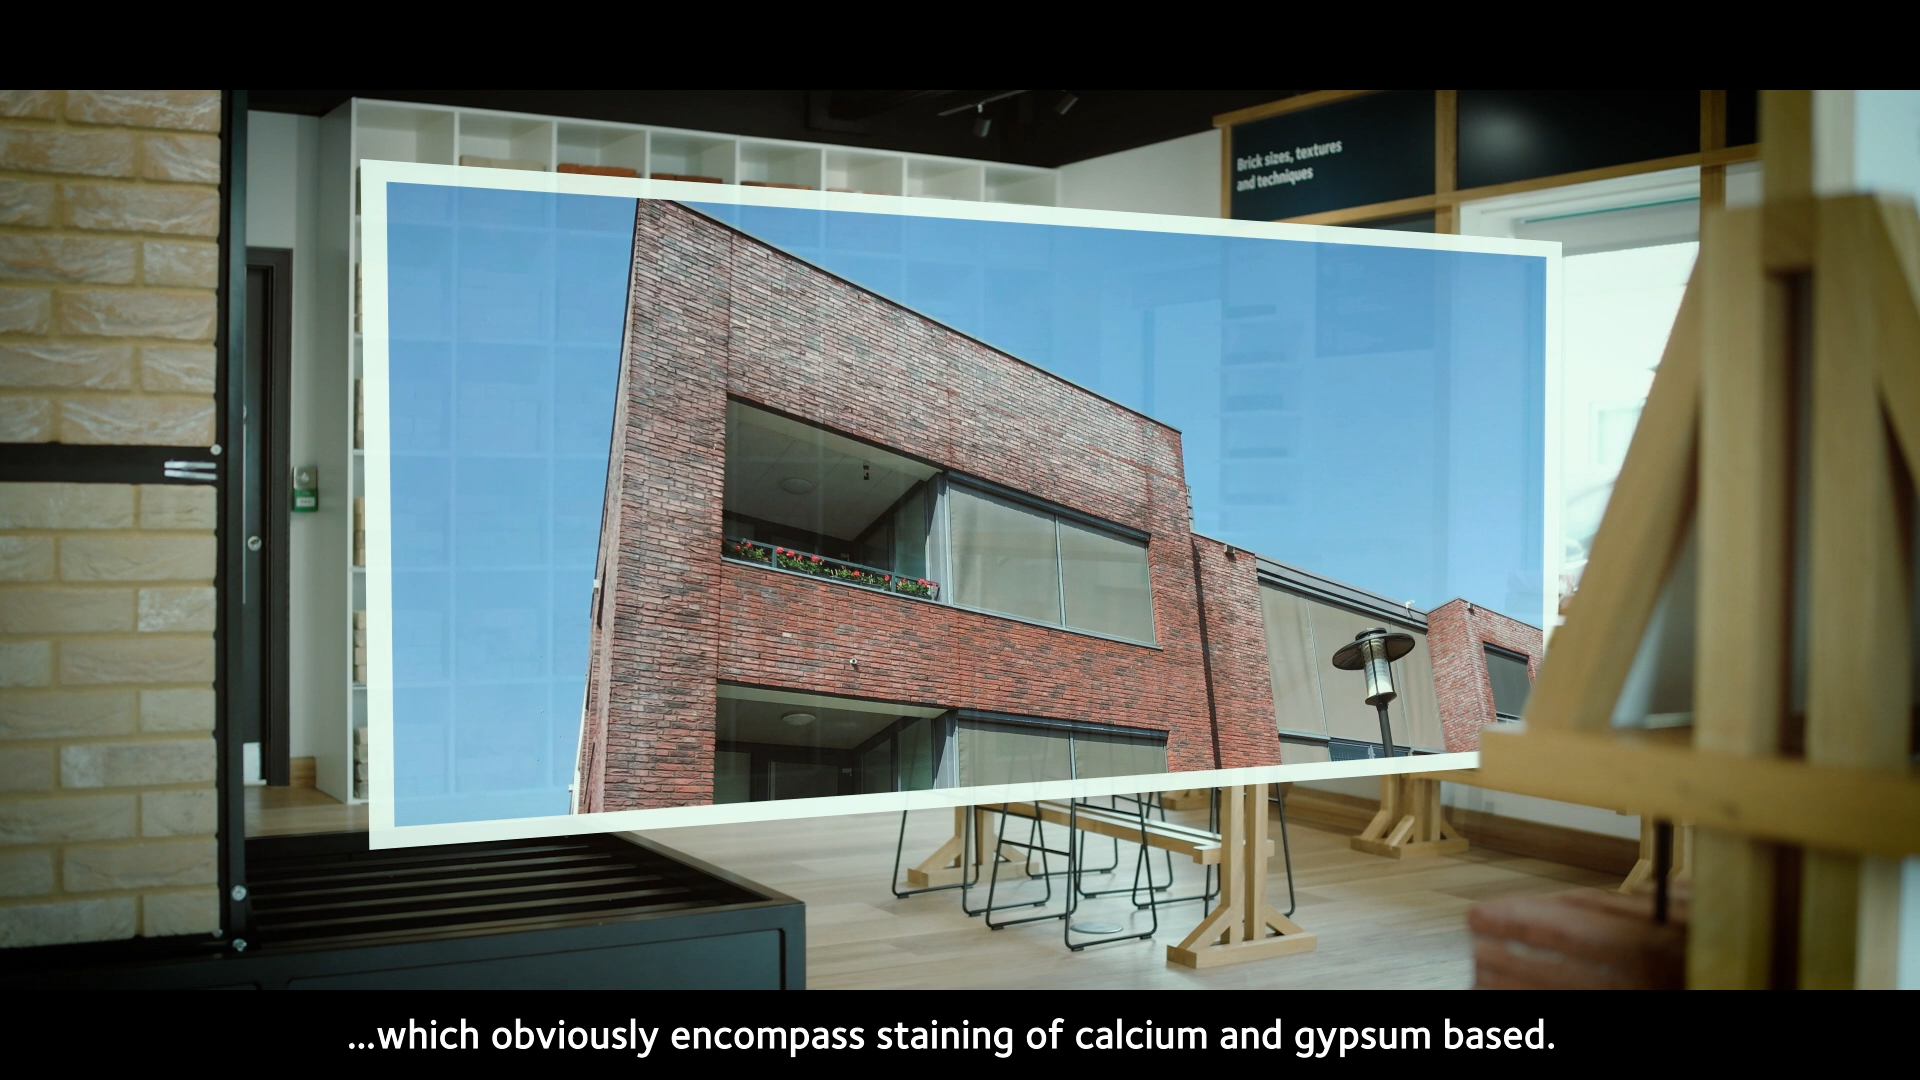 Brick sizes, textures
and techniques
...which obviously encompass staining of calcium and gypsum based.